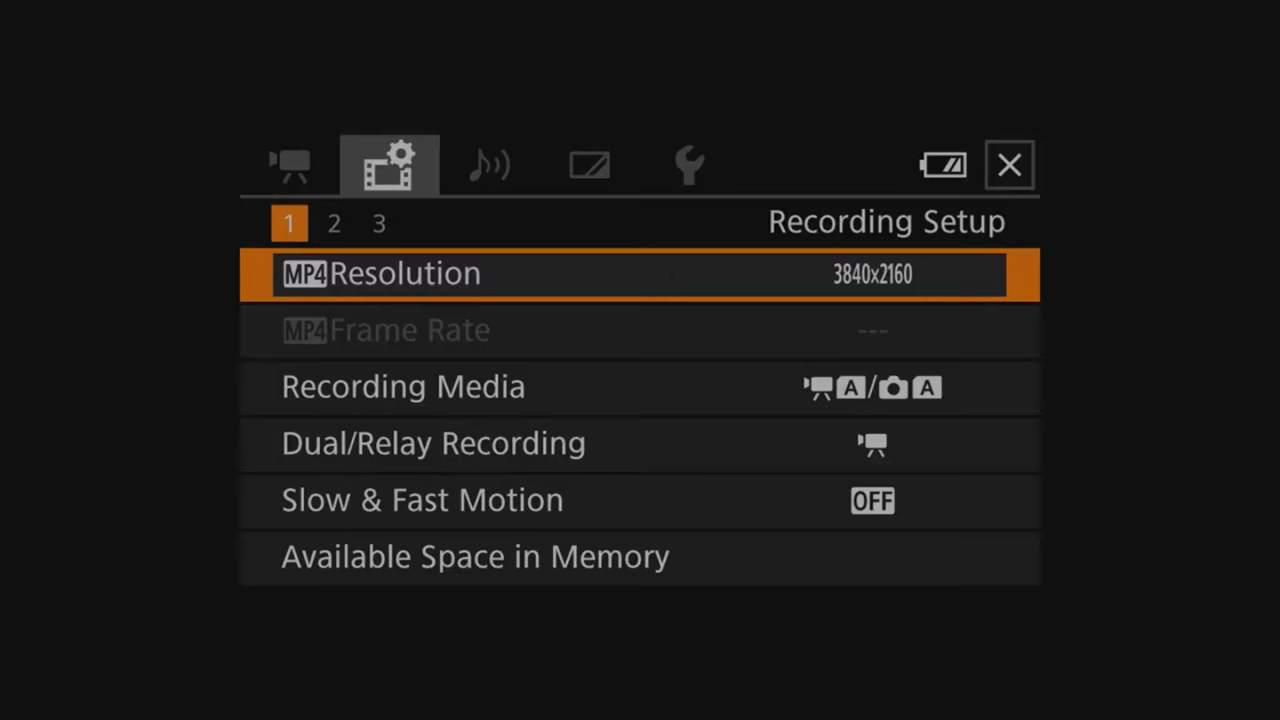 1 2 3 Recording Setup
MP4 Resolution 3840x2160
MP4 Frame Rate ---
Recording Media A/A
Dual/Relay Recording
Slow & Fast Motion OFF
Available Space in Memory